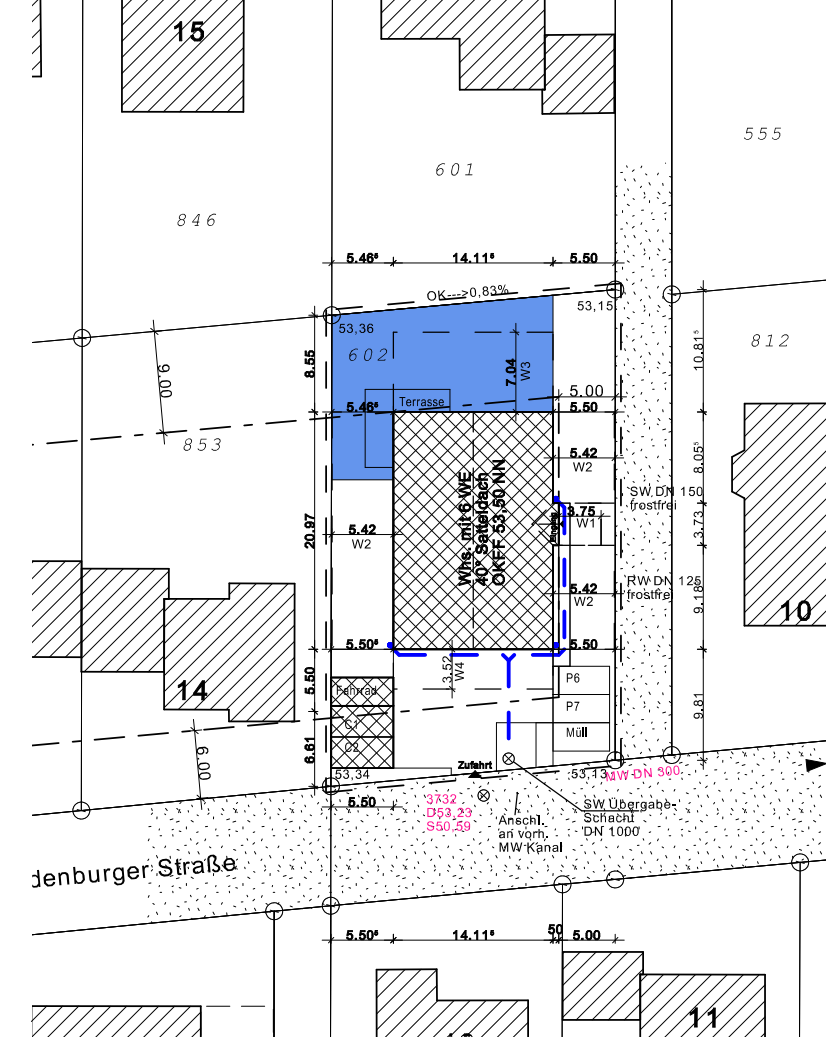 15
555
601
846
5.46⁵ 14.11⁵ 5.50
OK--->0,83%
53,36
53,15
602
812
9.00
8.55
7.04
W3
10.81⁵
5.00
5.46⁵
Terrasse
5.50
853
5.42
W2
8.05⁵
SW DN 150
frostfrei
Whs. mit 6 WE
40° Satteldach
OKFF 53,50 NN
Eingang
3.75
W1
3.73
20.97
5.42
W2
5.42
W2
RW DN 125
frostfrei
9.18⁵
10
5.50⁵
5.50
3.52
W4
14
5.50
Fahrrad
C1
C2
P6
P7
Müll
9.81
6.61
9.00
Zufahrt
53,34
53,13
MW DN 300
5.50
3732
D53,23
S50,59
Anschl.
an vorh.
MW Kanal
SW Übergabe-
Schacht
DN 1000
denburger Straße
5.50⁵ 14.11⁵ 50 5.00
11